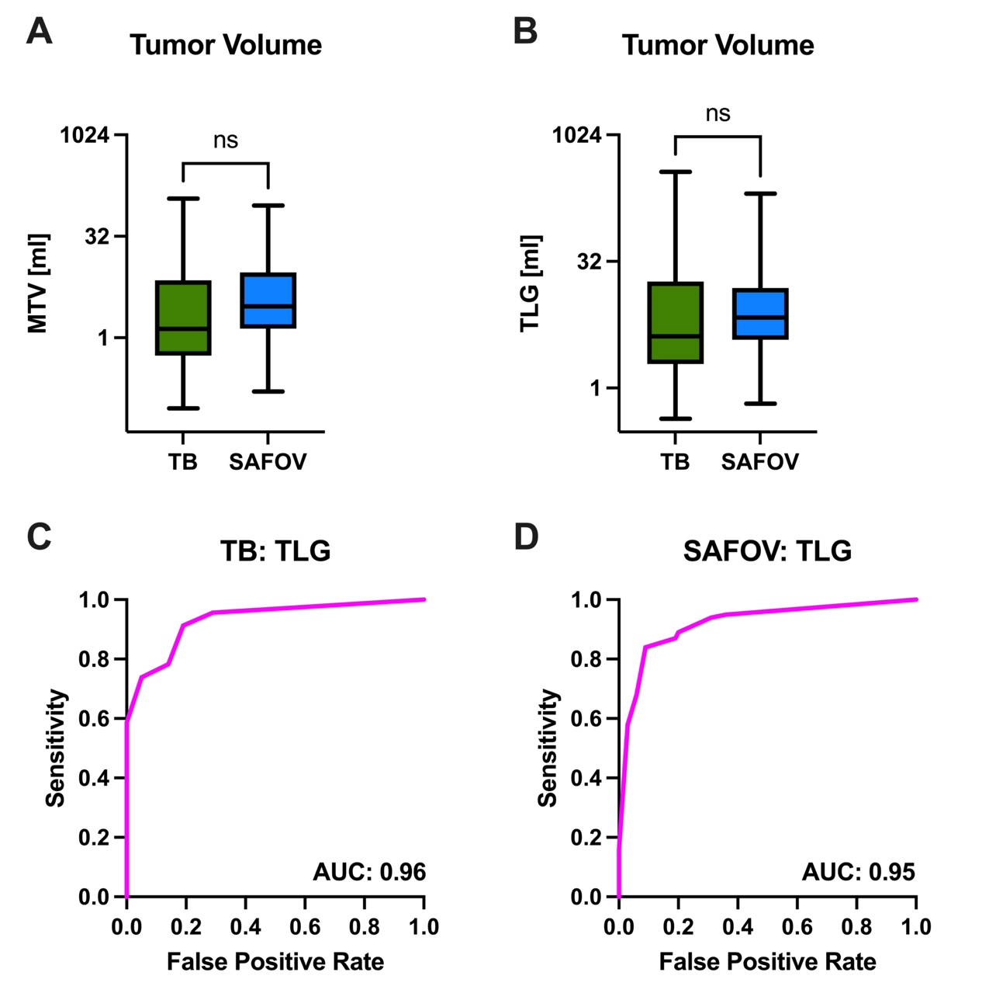 A
Tumor Volume
1024
32
1
MTV [ml]
ns
TB
SAFOV
B
Tumor Volume
1024
32
1
TLG [ml]
ns
TB
SAFOV
C
TB: TLG
1.0
0.8
0.6
0.4
0.2
0.0
Sensitivity
AUC: 0.96
0.0 0.2 0.4 0.6 0.8 1.0
False Positive Rate
D
SAFOV: TLG
1.0
0.8
0.6
0.4
0.2
0.0
Sensitivity
AUC: 0.95
0.0 0.2 0.4 0.6 0.8 1.0
False Positive Rate